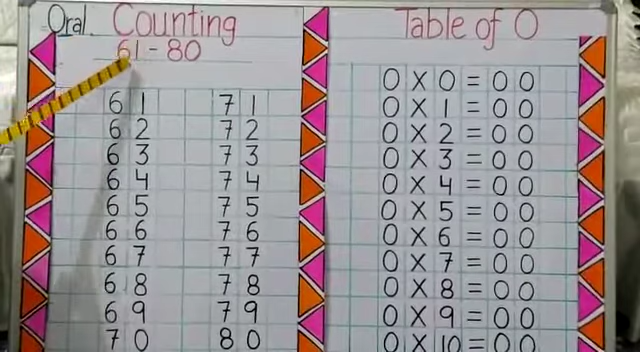 Oral. Counting
61-80
61 71
62 72
63 73
64 74
65 75
66 76
67 77
68 78
69 79
70 80
Table of 0
0 X 0 = 00
0 X 1 = 00
0 X 2 = 00
0 X 3 = 00
0 X 4 = 00
0 X 5 = 00
0 X 6 = 00
0 X 7 = 00
0 X 8 = 00
0 X 9 = 00
0 X 10 = 00